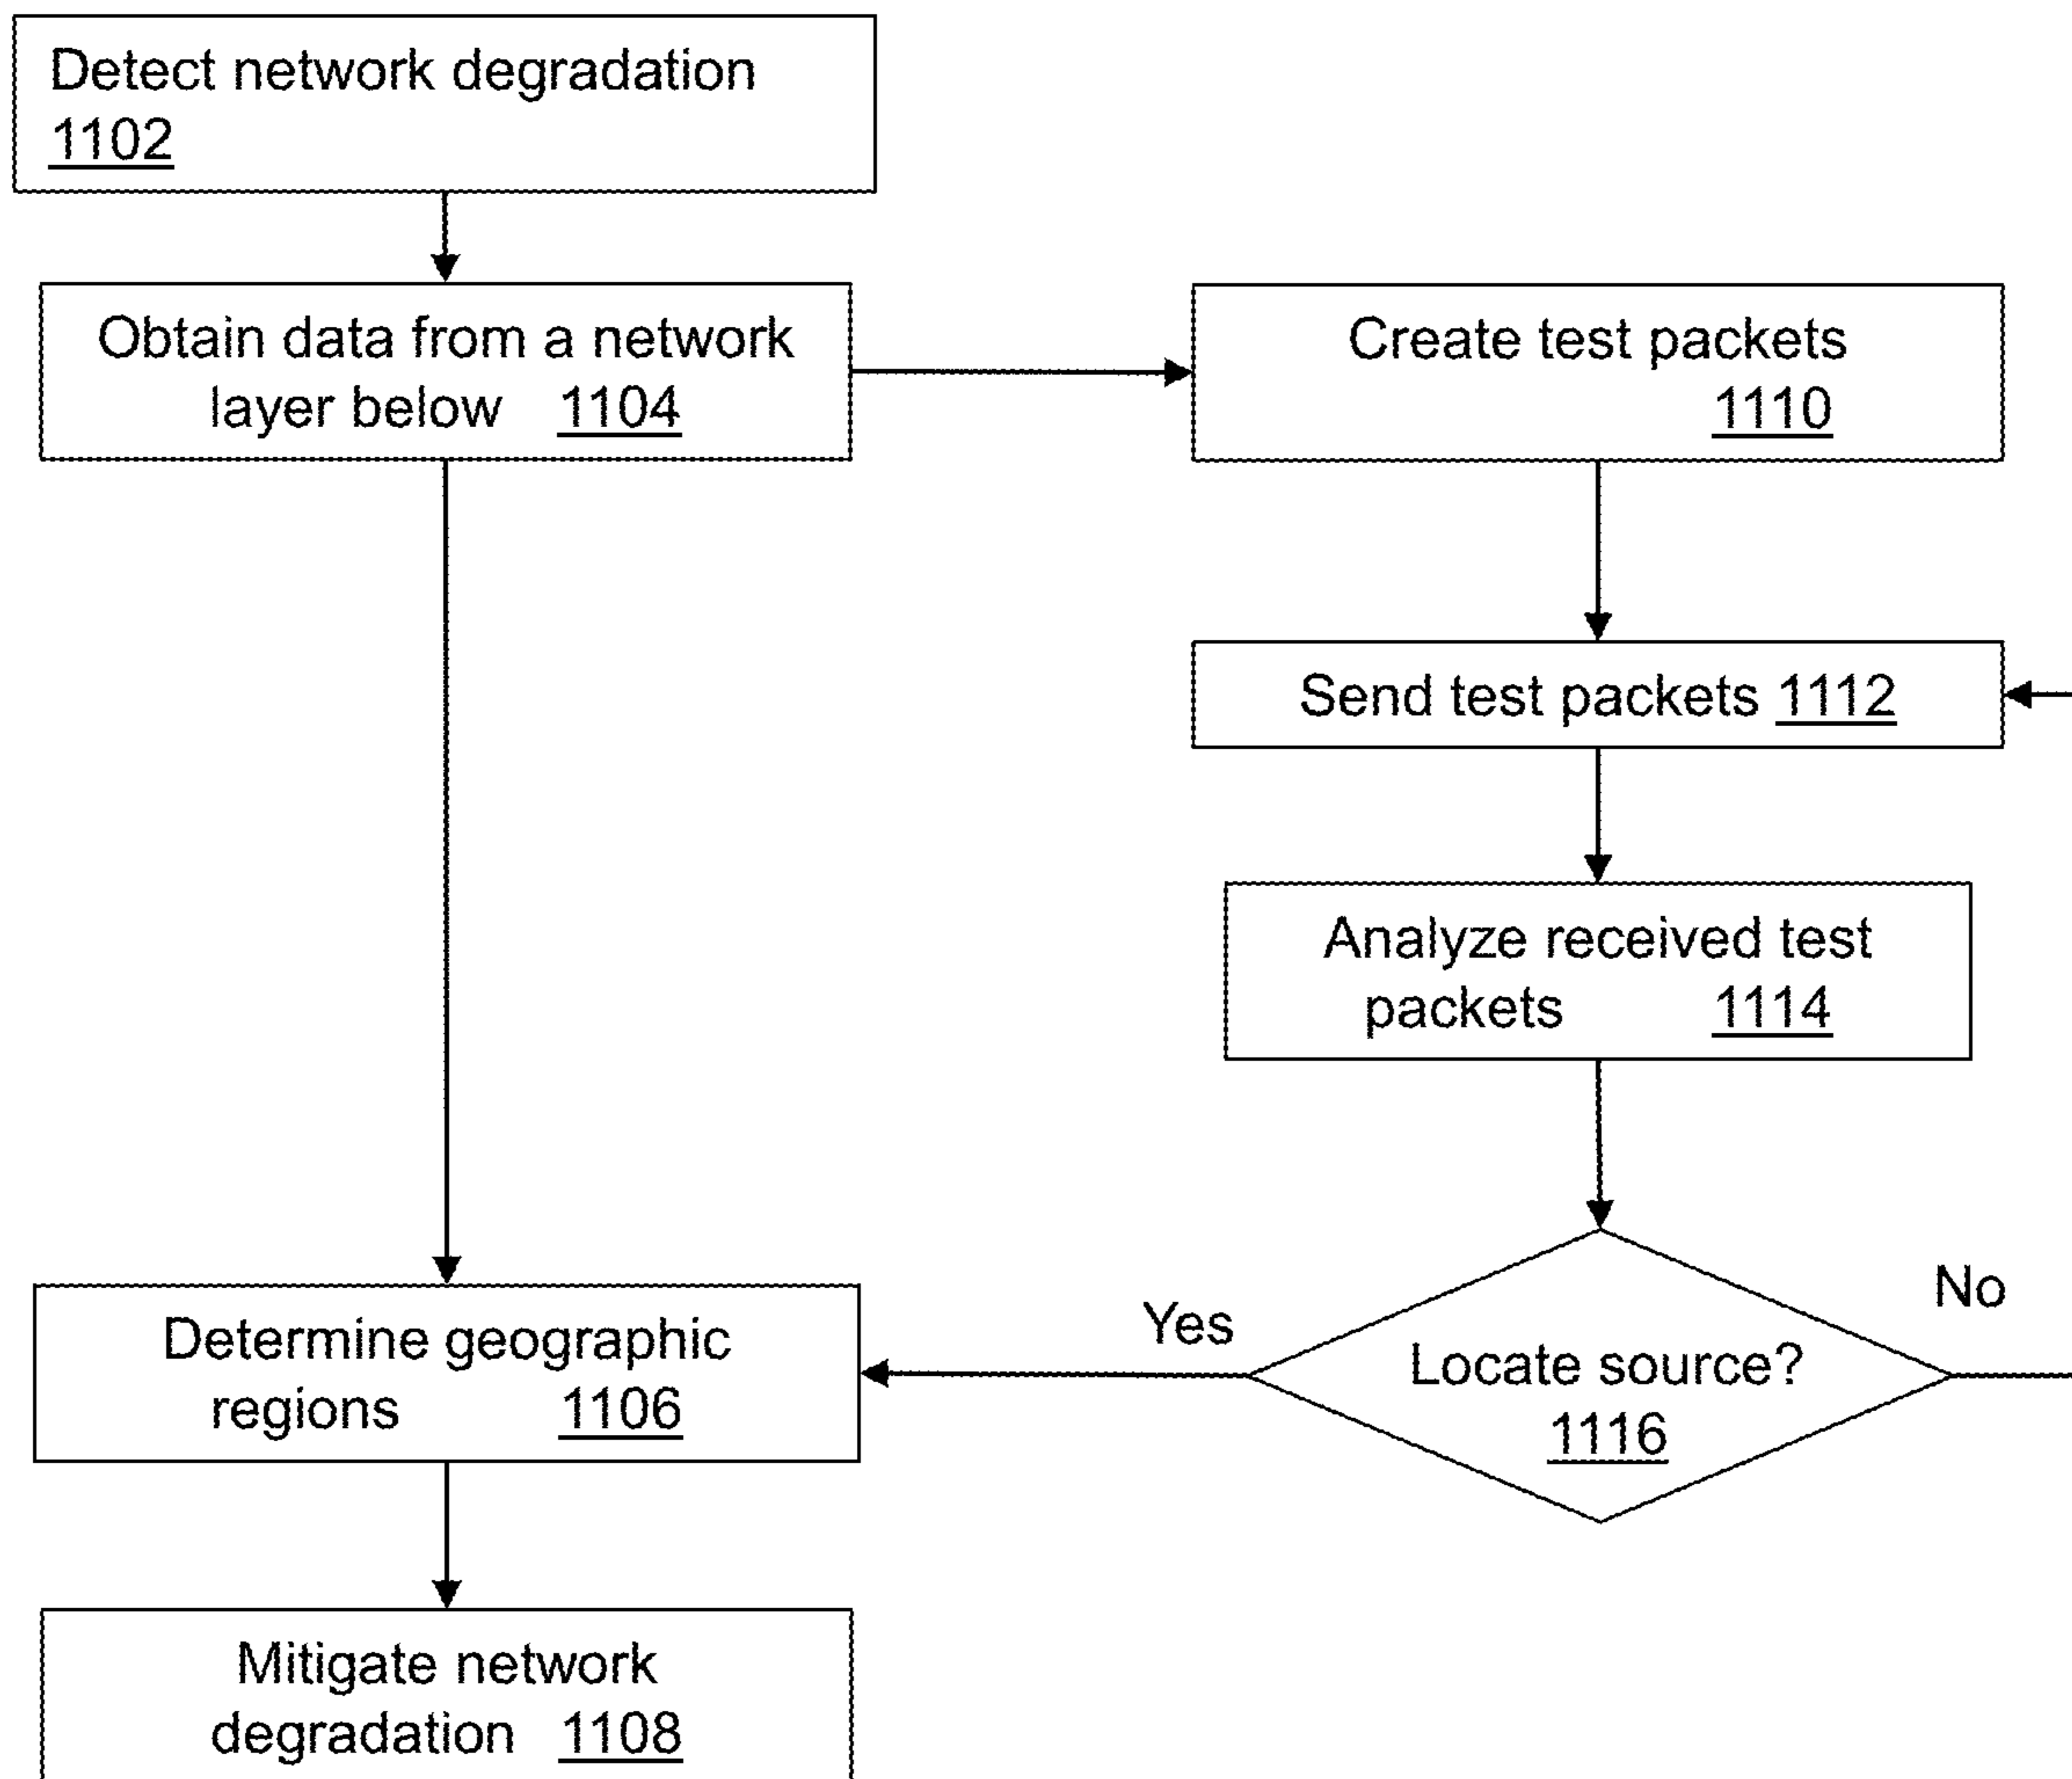 Detect network degradation
1102
Obtain data from a network
layer below 1104
Create test packets
1110
Send test packets 1112
Analyze received test
packets 1114
Determine geographic
regions 1106
Yes
Locate source?
1116
No
Mitigate network
degradation 1108